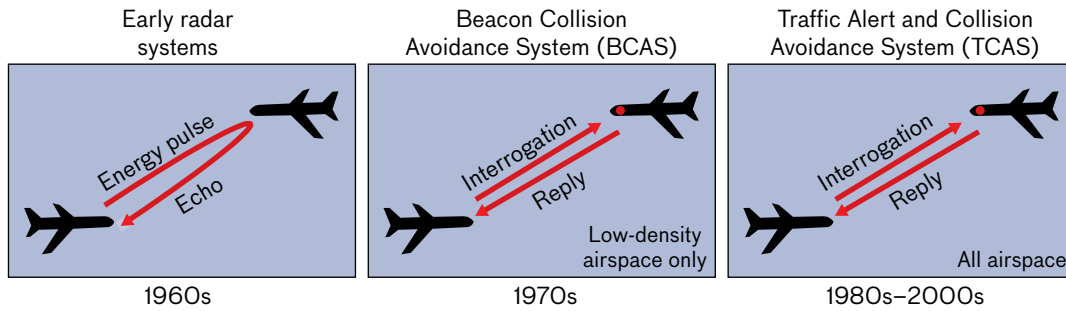 Early radar
systems
Energy pulse
Echo
1960s
Beacon Collision
Avoidance System (BCAS)
Interrogation
Reply
Low-density
airspace only
1970s
Traffic Alert and Collision
Avoidance System (TCAS)
Interrogation
Reply
All airspace
1980s–2000s